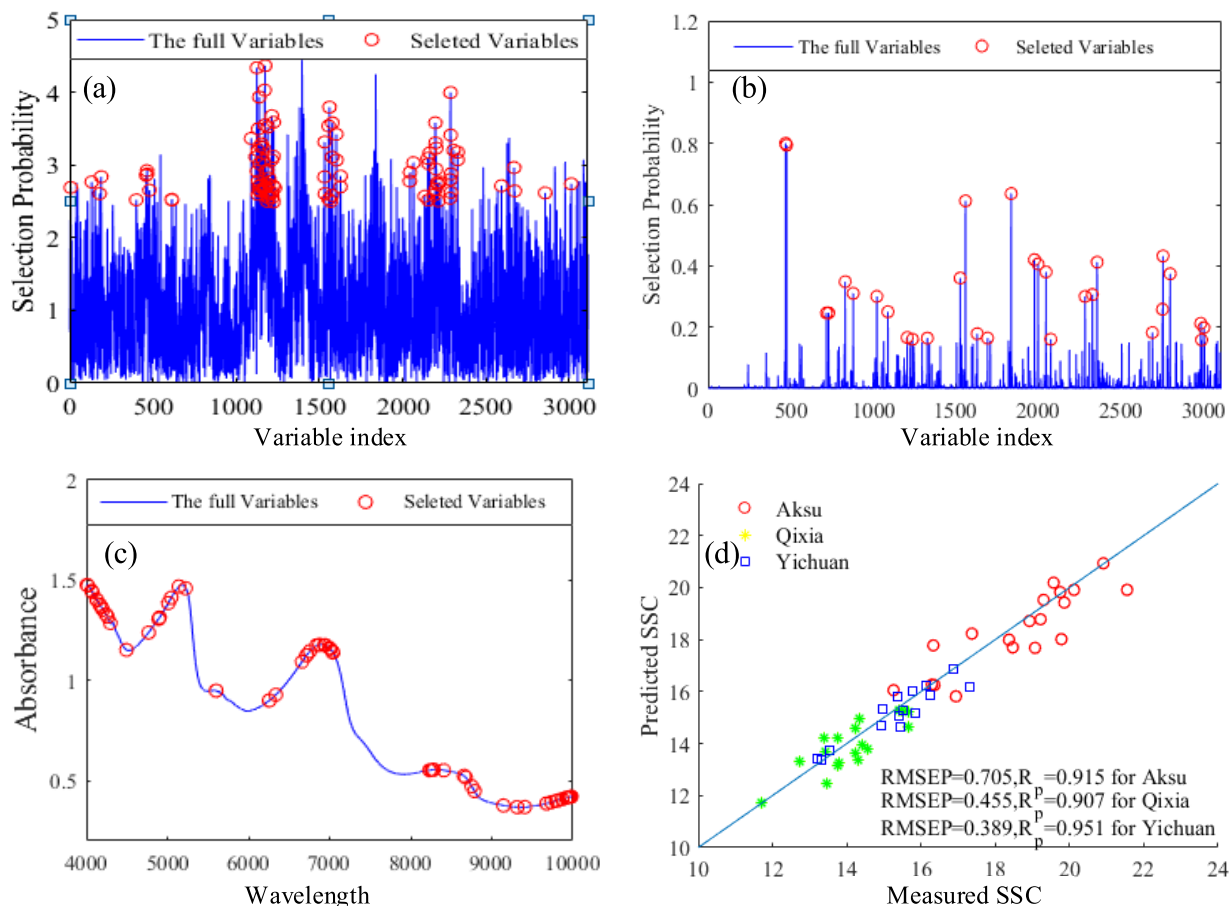 The full Variables Seleted Variables
(a)
Selection Probability
5
4
3
2
1
0
0 500 1000 1500 2000 2500 3000
Variable index
The full Variables Seleted Variables
(b)
Selection Probability
1.2
1
0.8
0.6
0.4
0.2
0
0 500 1000 1500 2000 2500 3000
Variable index
The full Variables Seleted Variables
(c)
Absorbance
2
1.5
1
0.5
4000 5000 6000 7000 8000 9000 10000
Wavelength
Aksu
Qixia
Yichuan
(d)
Predicted SSC
24
22
20
18
16
14
12
10
RMSEP=0.705,Rp=0.915 for Aksu
RMSEP=0.455,Rp=0.907 for Qixia
RMSEP=0.389,Rp=0.951 for Yichuan
10 12 14 16 18 20 22 24
Measured SSC